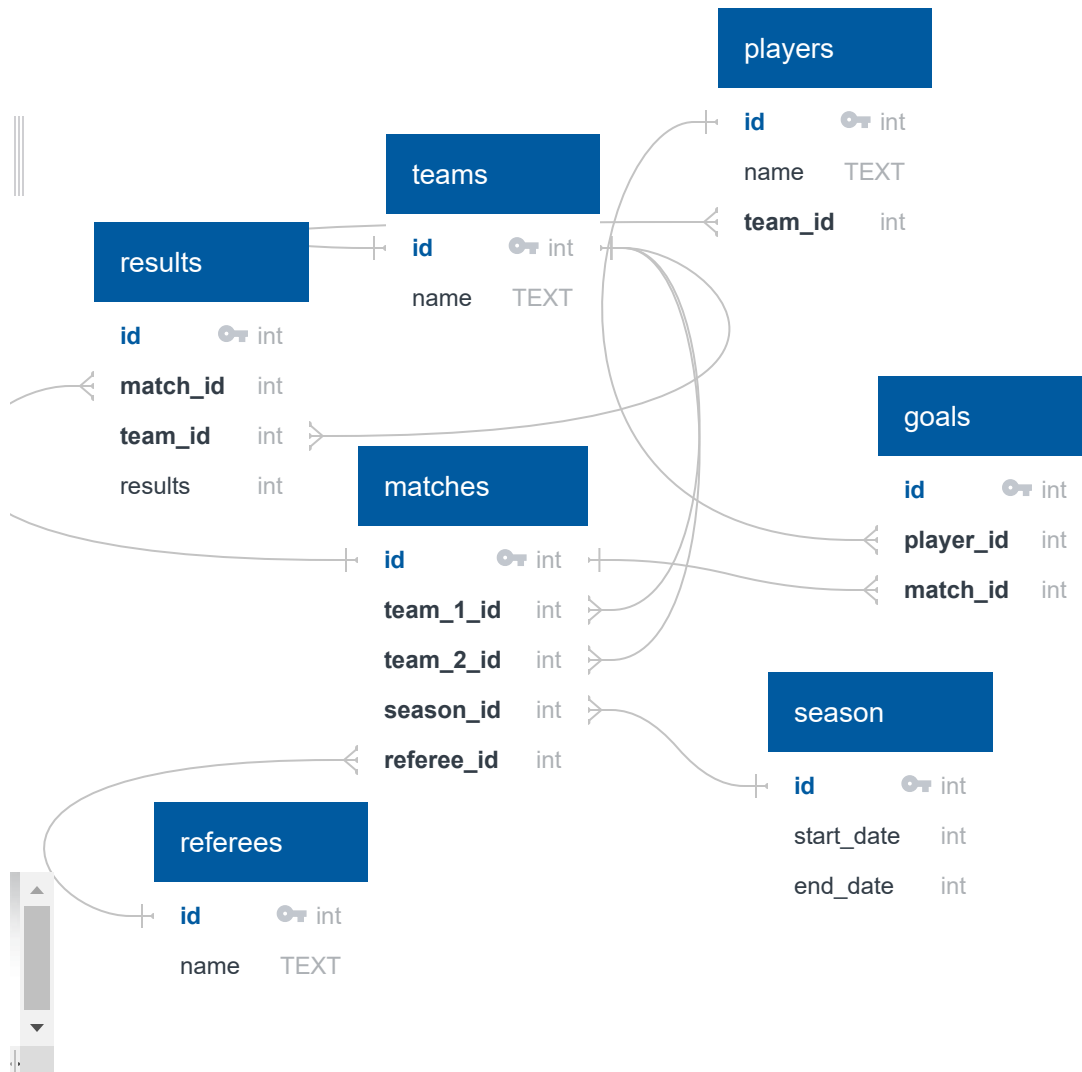 players
id int
name TEXT
team_id int
teams
id int
name TEXT
results
id int
match_id int
team_id int
results int
matches
id int
team_1_id int
team_2_id int
season_id int
referee_id int
goals
id int
player_id int
match_id int
season
id int
start_date int
end_date int
referees
id int
name TEXT